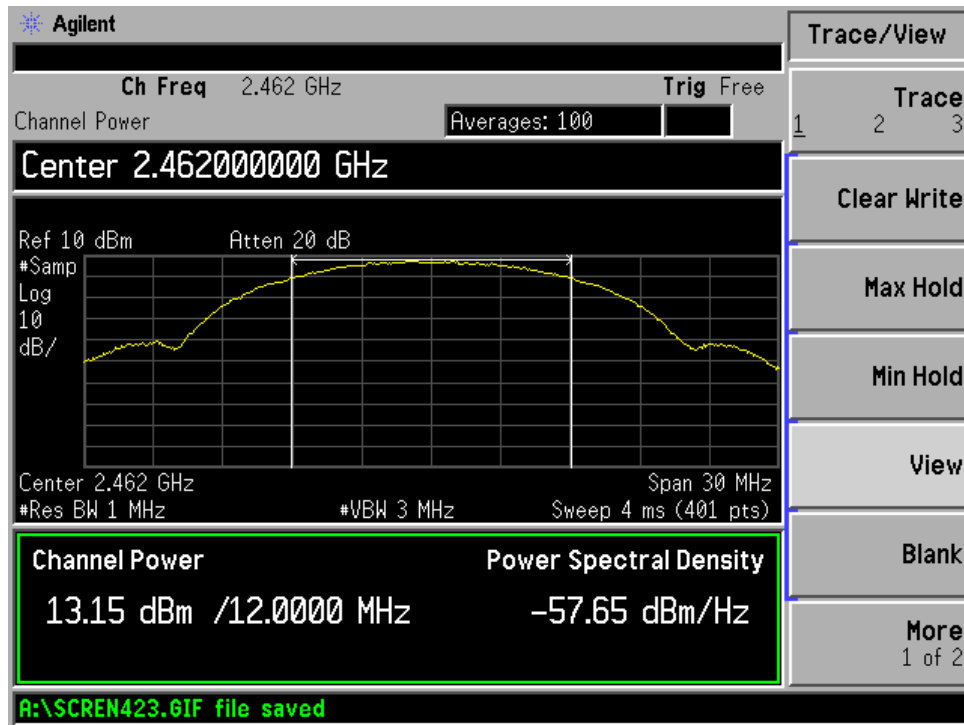 Agilent
Ch Freq 2.462 GHz Trig Free
Channel Power Averages: 100
Center 2.462000000 GHz
Ref 10 dBm Atten 20 dB
#Samp
Log
10
dB/
Center 2.462 GHz Span 30 MHz
#Res BW 1 MHz #VBW 3 MHz Sweep 4 ms (401 pts)
Channel Power Power Spectral Density
13.15 dBm /12.0000 MHz -57.65 dBm/Hz
A:\SCREN423.GIF file saved
Trace/View
Trace
1 2 3
Clear Write
Max Hold
Min Hold
View
Blank
More
1 of 2